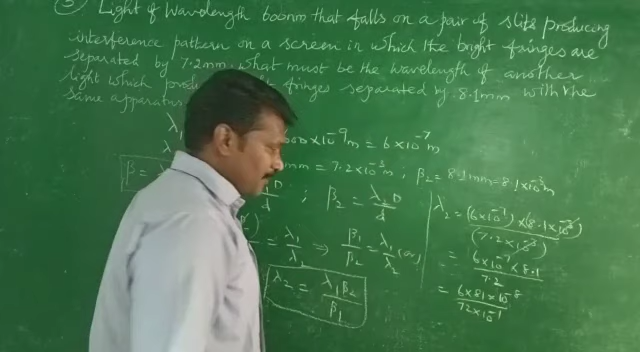 5 Light of Wavelength 600nm that falls on a pair of slits producing
interference pattern on a screen in which the bright fringes are
separated by 7.2mm. what must be the wavelength of another
light which fringes separated by 8.1mm with the
same apparatus
λ₁ ×10⁻⁹m = 6×10⁻⁷m
mm = 7.2×10⁻³m ; β₂ = 8.1mm = 8.1×10⁻³m
β =
D ; β₂ = λ₂D/d
= λ₁/λ₂ ⇒ β₁/β₂ = λ₁/λ₂ (or)
λ₂ = λ₁β₂/β₁
λ₂ = (6×10⁻⁷)×(8.1×10⁻³)/(7.2×10⁻³)
= 6×10⁻⁷×8.1/7.2
= 6×81×10⁻⁸/72×10⁻¹